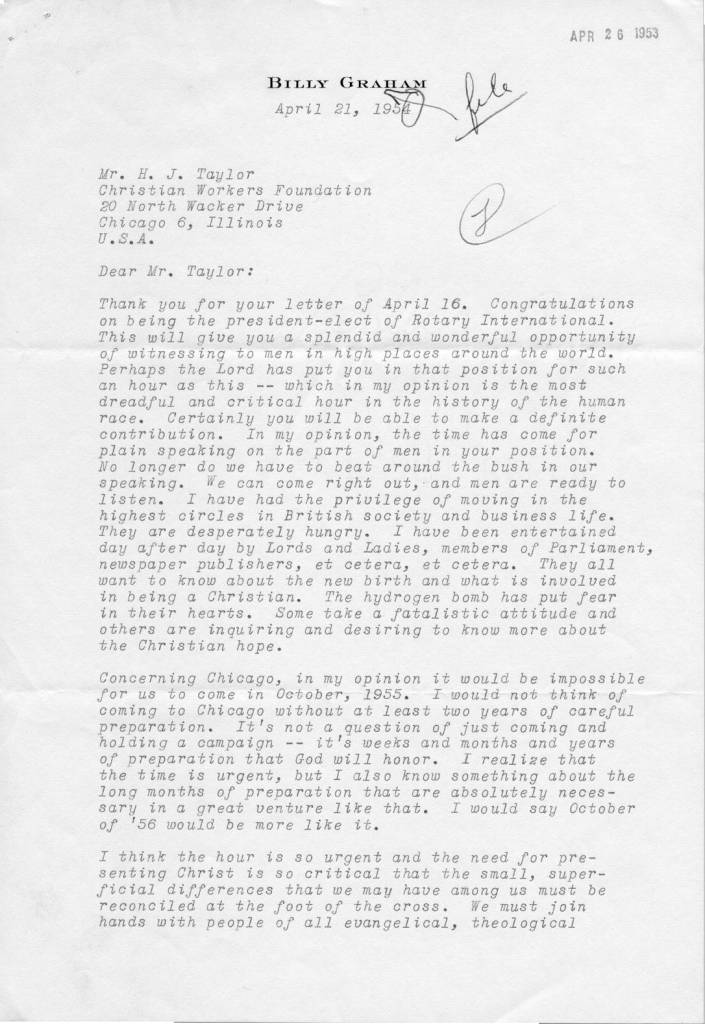 APR 26 1953
BILLY GRAHAM
April 21, 1954
file
Mr. H. J. Taylor
Christian Workers Foundation
20 North Wacker Drive
Chicago 6, Illinois
U.S.A.
Dear Mr. Taylor:
Thank you for your letter of April 16. Congratulations
on being the president-elect of Rotary International.
This will give you a splendid and wonderful opportunity
of witnessing to men in high places around the world.
Perhaps the Lord has put you in that position for such
an hour as this -- which in my opinion is the most
dreadful and critical hour in the history of the human
race. Certainly you will be able to make a definite
contribution. In my opinion, the time has come for
plain speaking on the part of men in your position.
No longer do we have to beat around the bush in our
speaking. We can come right out, and men are ready to
listen. I have had the privilege of moving in the
highest circles in British society and business life.
They are desperately hungry. I have been entertained
day after day by Lords and Ladies, members of Parliament,
newspaper publishers, et cetera, et cetera. They all
want to know about the new birth and what is involved
in being a Christian. The hydrogen bomb has put fear
in their hearts. Some take a fatalistic attitude and
others are inquiring and desiring to know more about
the Christian hope.
Concerning Chicago, in my opinion it would be impossible
for us to come in October, 1955. I would not think of
coming to Chicago without at least two years of careful
preparation. It's not a question of just coming and
holding a campaign -- it's weeks and months and years
of preparation that God will honor. I realize that
the time is urgent, but I also know something about the
long months of preparation that are absolutely neces-
sary in a great venture like that. I would say October
of '56 would be more like it.
I think the hour is so urgent and the need for pre-
senting Christ is so critical that the small, super-
ficial differences that we may have among us must be
reconciled at the foot of the cross. We must join
hands with people of all evangelical, theological